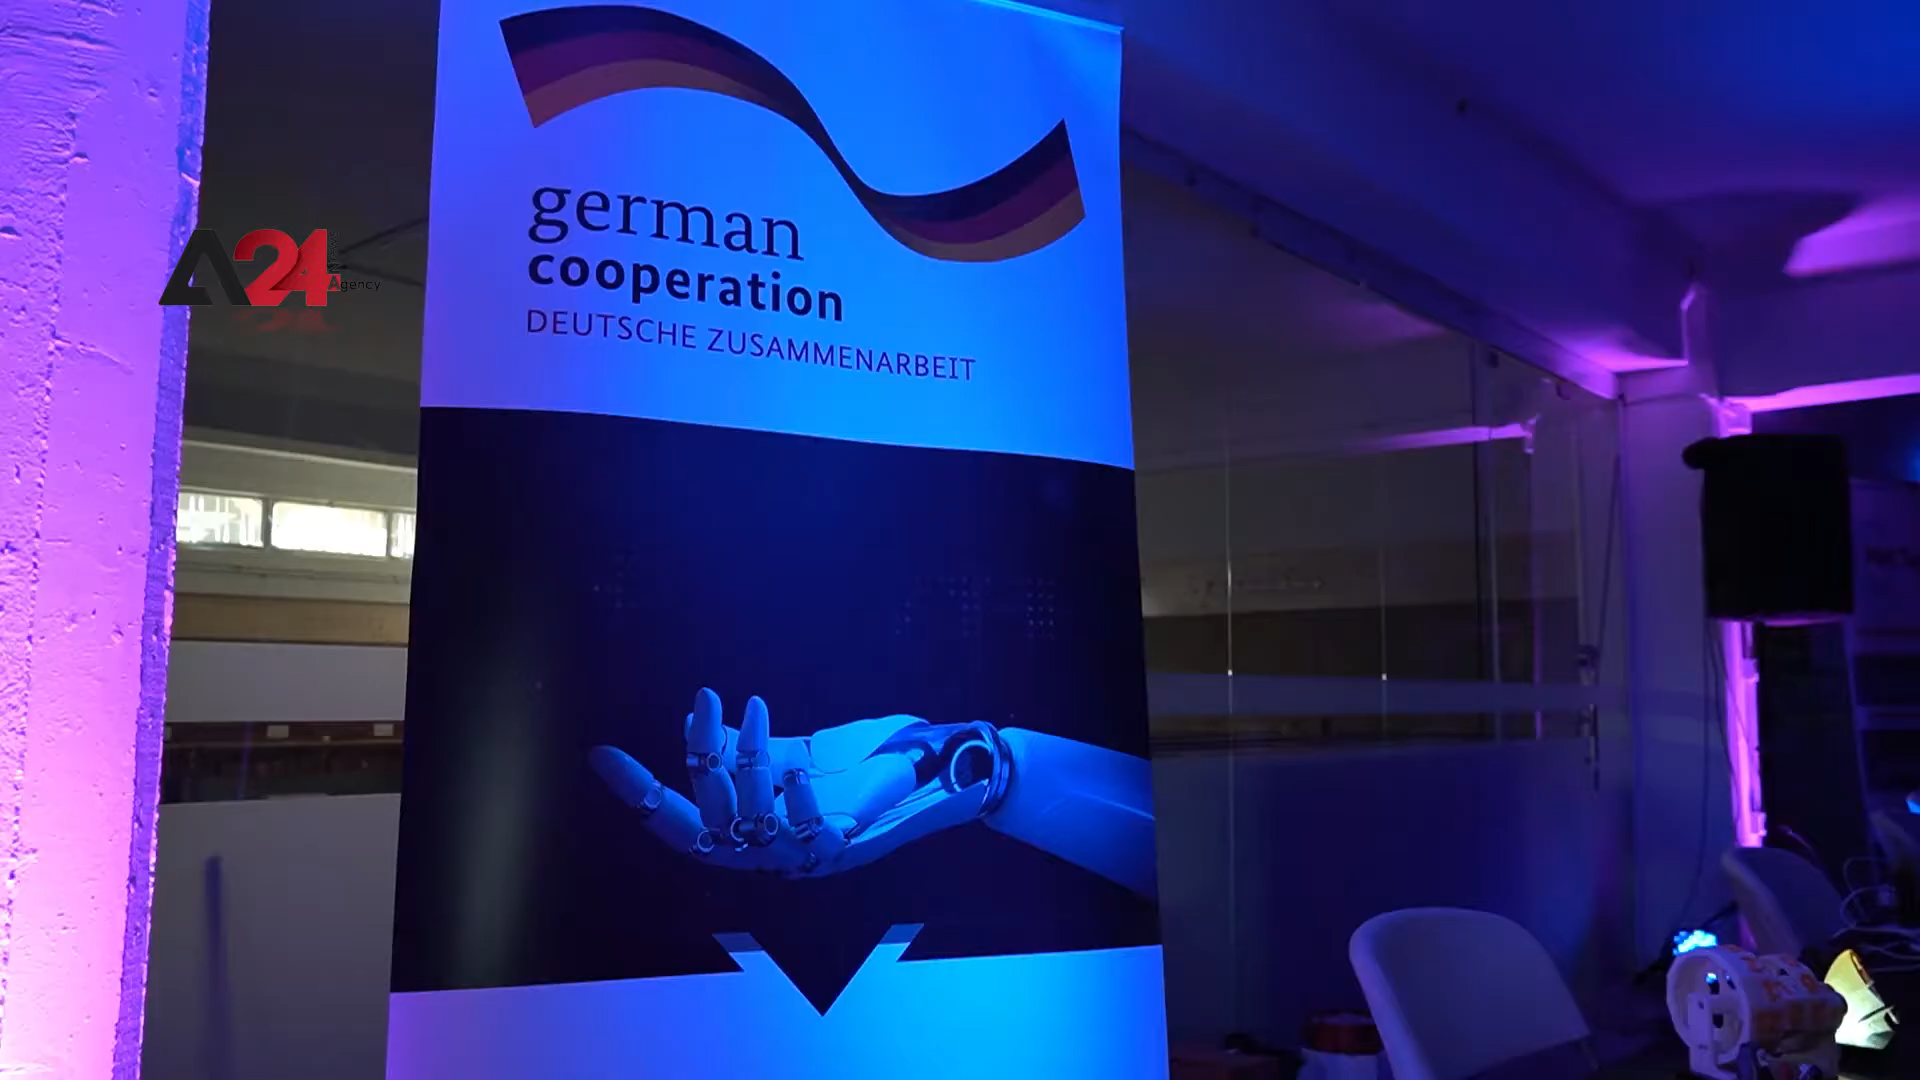 german
cooperation
DEUTSCHE ZUSAMMENARBEIT
A24
Agency